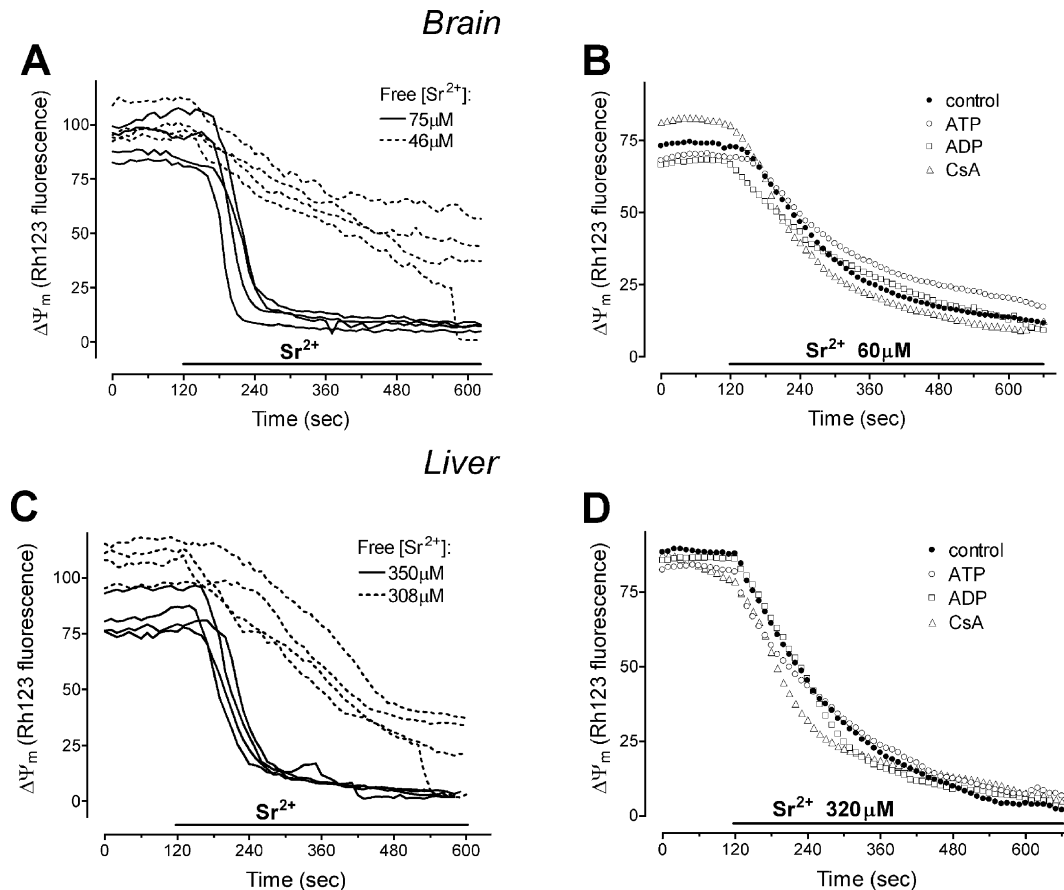 Brain
A
ΔΨm (Rh123 fluorescence)
100
75
50
25
0
Free [Sr2+]:
75μM
46μM
Sr2+
0 120 240 360 480 600
Time (sec)
B
ΔΨm (Rh123 fluorescence)
75
50
25
0
control
ATP
ADP
CsA
Sr2+ 60μM
0 120 240 360 480 600
Time (sec)
Liver
C
ΔΨm (Rh123 fluorescence)
100
75
50
25
0
Free [Sr2+]:
350μM
308μM
Sr2+
0 120 240 360 480 600
Time (sec)
D
ΔΨm (Rh123 fluorescence)
75
50
25
0
control
ATP
ADP
CsA
Sr2+ 320μM
0 120 240 360 480 600
Time (sec)